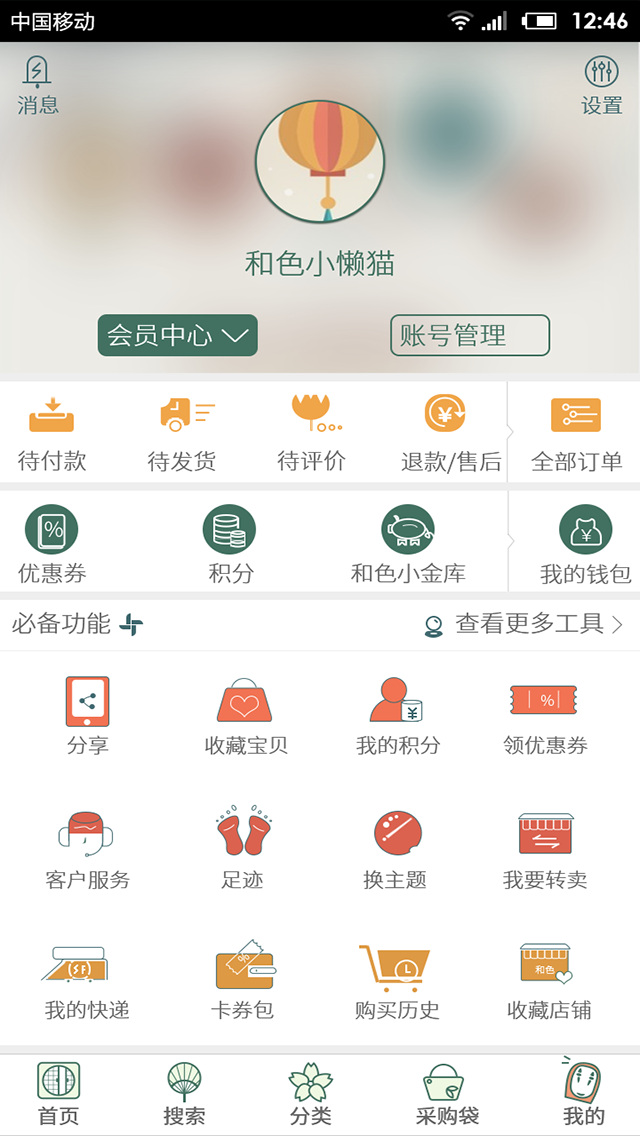 中国移动 12:46
消息 设置
和色小懒猫
会员中心 账号管理
待付款 待发货 待评价 退款/售后 全部订单
优惠券 积分 和色小金库 我的钱包
必备功能 查看更多工具
分享 收藏宝贝 我的积分 领优惠券
客户服务 足迹 换主题 我要转卖
SF 和色
我的快递 卡券包 购买历史 收藏店铺
首页 搜索 分类 采购袋 我的